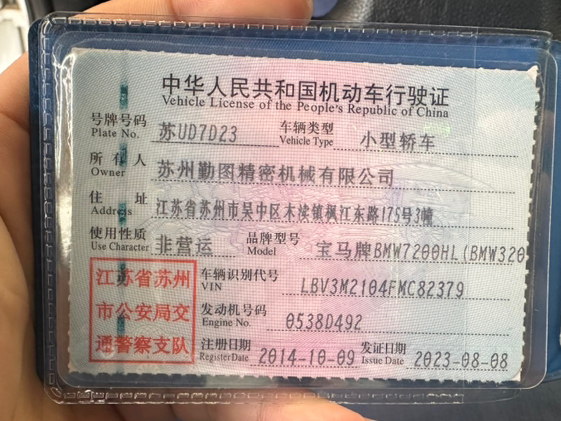 中华人民共和国机动车行驶证
Vehicle License of the People's Republic of China
号牌号码 苏UD7D23 车辆类型 小型轿车
Plate No. Vehicle Type
所有人 苏州勤图精密机械有限公司
Owner
住址 江苏省苏州市吴中区木渎镇枫江东路175号3幢
Address
使用性质 非营运 品牌型号 宝马牌BMW7200HL(BMW320
Use Character Model
江苏省苏州
市公安局交
通警察支队
车辆识别代号 LBV3M2104FMC82379
VIN
发动机号码 0538D492
Engine No.
注册日期 2014-10-09 发证日期 2023-08-08
Register Date Issue Date